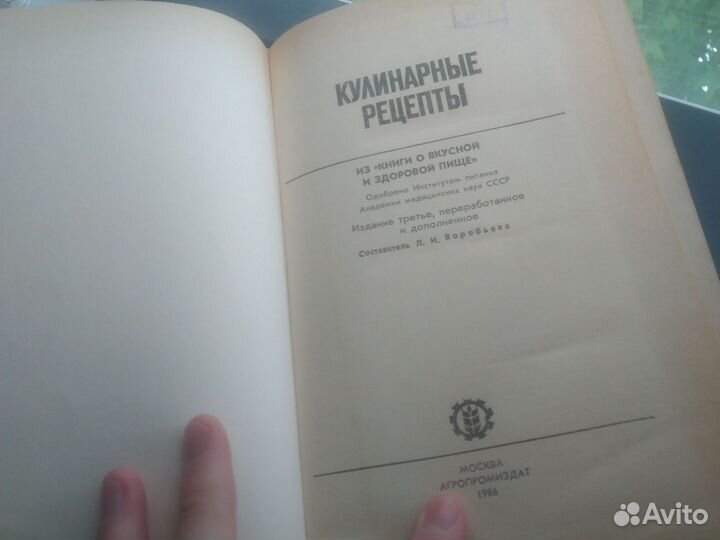 КУЛИНАРНЫЕ
РЕЦЕПТЫ
ИЗ «КНИГИ О ВКУСНОЙ
И ЗДОРОВОЙ ПИЩЕ»
Одобрено Институтом питания
Академии медицинских наук СССР
Издание третье, переработанное
и дополненное
Составитель Л. И. Воробьева
МОСКВА
АГРОПРОМИЗДАТ
1986
Avito